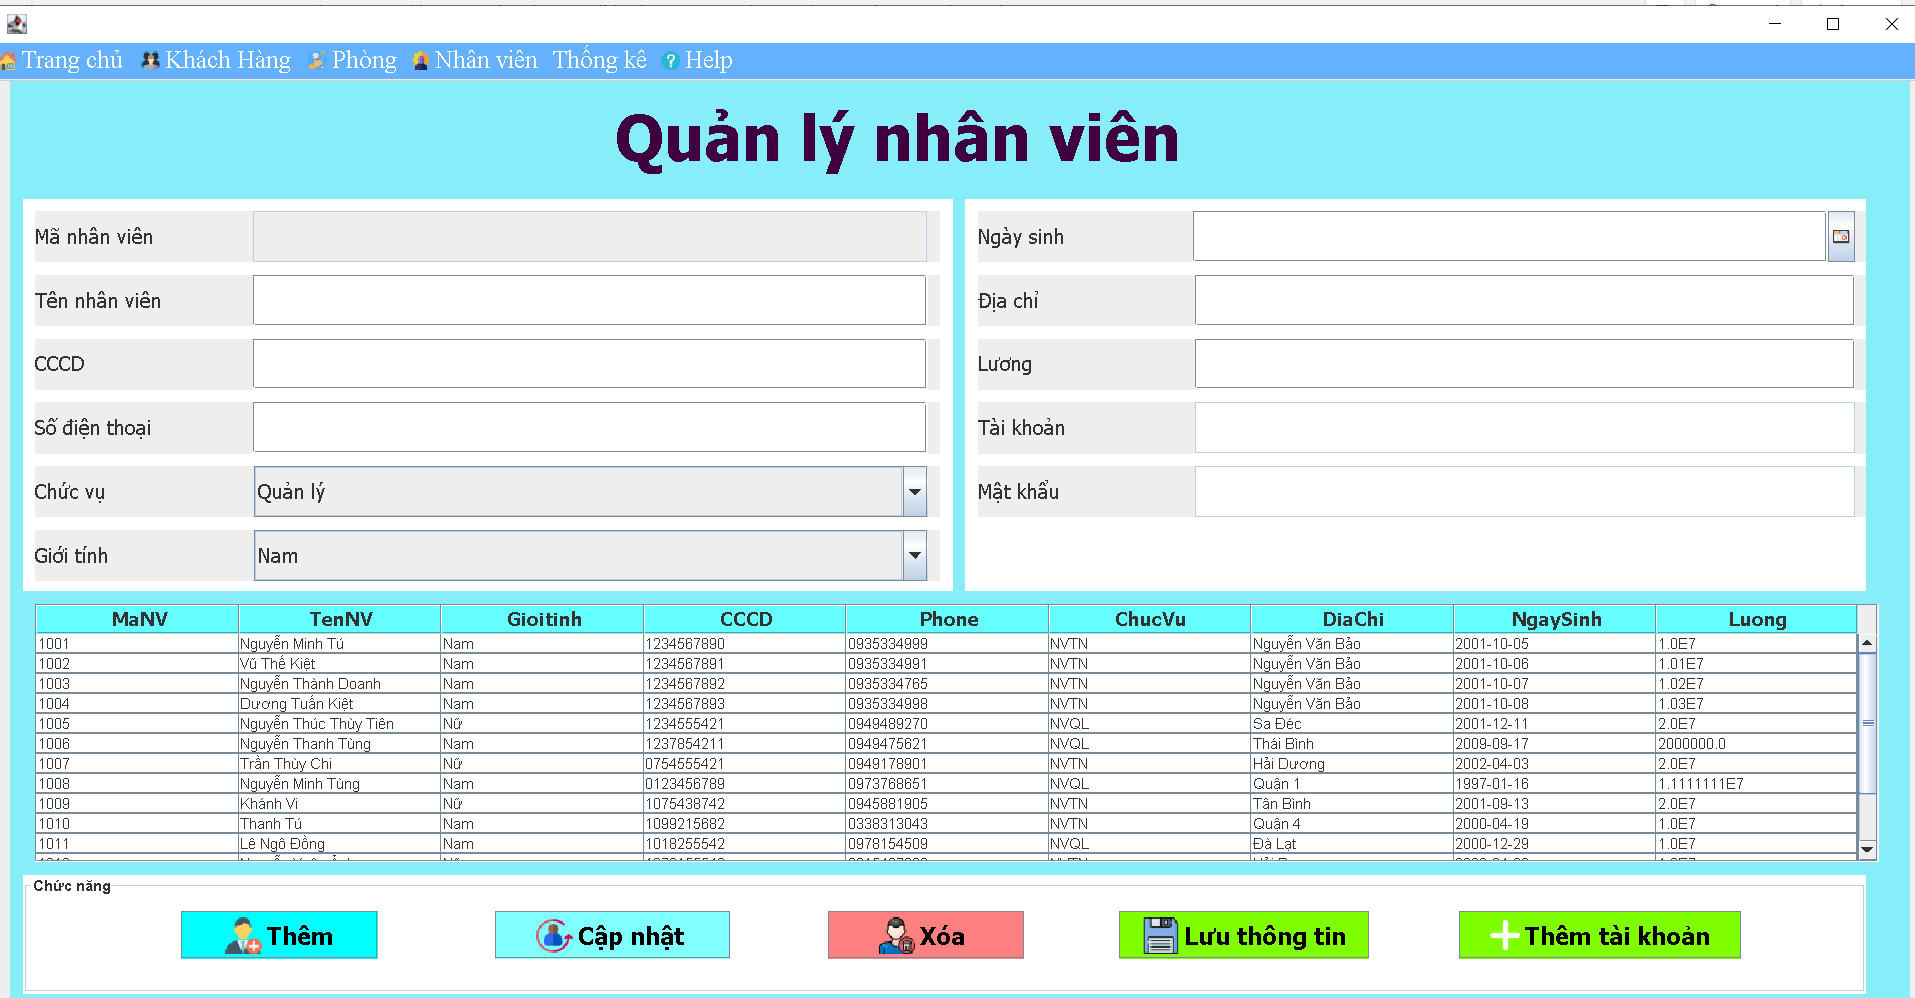 Trang chủ Khách Hàng Phòng Nhân viên Thống kê ? Help
Quản lý nhân viên
Mã nhân viên
Tên nhân viên
CCCD
Số điện thoại
Chức vụ Quản lý
Giới tính Nam
Ngày sinh
Địa chỉ
Lương
Tài khoản
Mật khẩu
MaNV TenNV Gioitinh CCCD Phone ChucVu DiaChi NgaySinh Luong
1001 Nguyễn Minh Tú Nam 1234567890 0935334999 NVTN Nguyễn Văn Bảo 2001-10-05 1.0E7
1002 Vũ Thế Kiệt Nam 1234567891 0935334991 NVTN Nguyễn Văn Bảo 2001-10-06 1.01E7
1003 Nguyễn Thành Doanh Nam 1234567892 0935334765 NVTN Nguyễn Văn Bảo 2001-10-07 1.02E7
1004 Dương Tuấn Kiệt Nam 1234567893 0935334998 NVTN Nguyễn Văn Bảo 2001-10-08 1.03E7
1005 Nguyễn Thúc Thùy Tiên Nữ 1234555421 0949489270 NVQL Sa Đéc 2001-12-11 2.0E7
1006 Nguyễn Thanh Tùng Nam 1237854211 0949475621 NVQL Thái Bình 2009-09-17 2000000.0
1007 Trần Thùy Chi Nữ 0754555421 0949178901 NVTN Hải Dương 2002-04-03 2.0E7
1008 Nguyễn Minh Tùng Nam 0123456789 0973768651 NVQL Quận 1 1997-01-16 1.1111111E7
1009 Khánh Vi Nữ 1075438742 0945881905 NVTN Tân Bình 2001-09-13 2.0E7
1010 Thanh Tú Nam 1099215682 0338313043 NVTN Quận 4 2000-04-19 1.0E7
1011 Lê Ngô Đồng Nam 1018255542 0978154509 NVQL Đà Lạt 2000-12-29 1.0E7
Chức năng
Thêm Cập nhật Xóa Lưu thông tin Thêm tài khoản